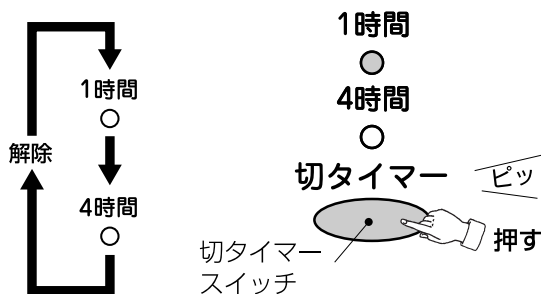 1時間
4時間
解除
1時間
4時間
切タイマー
ピッ
押す
切タイマー
スイッチ